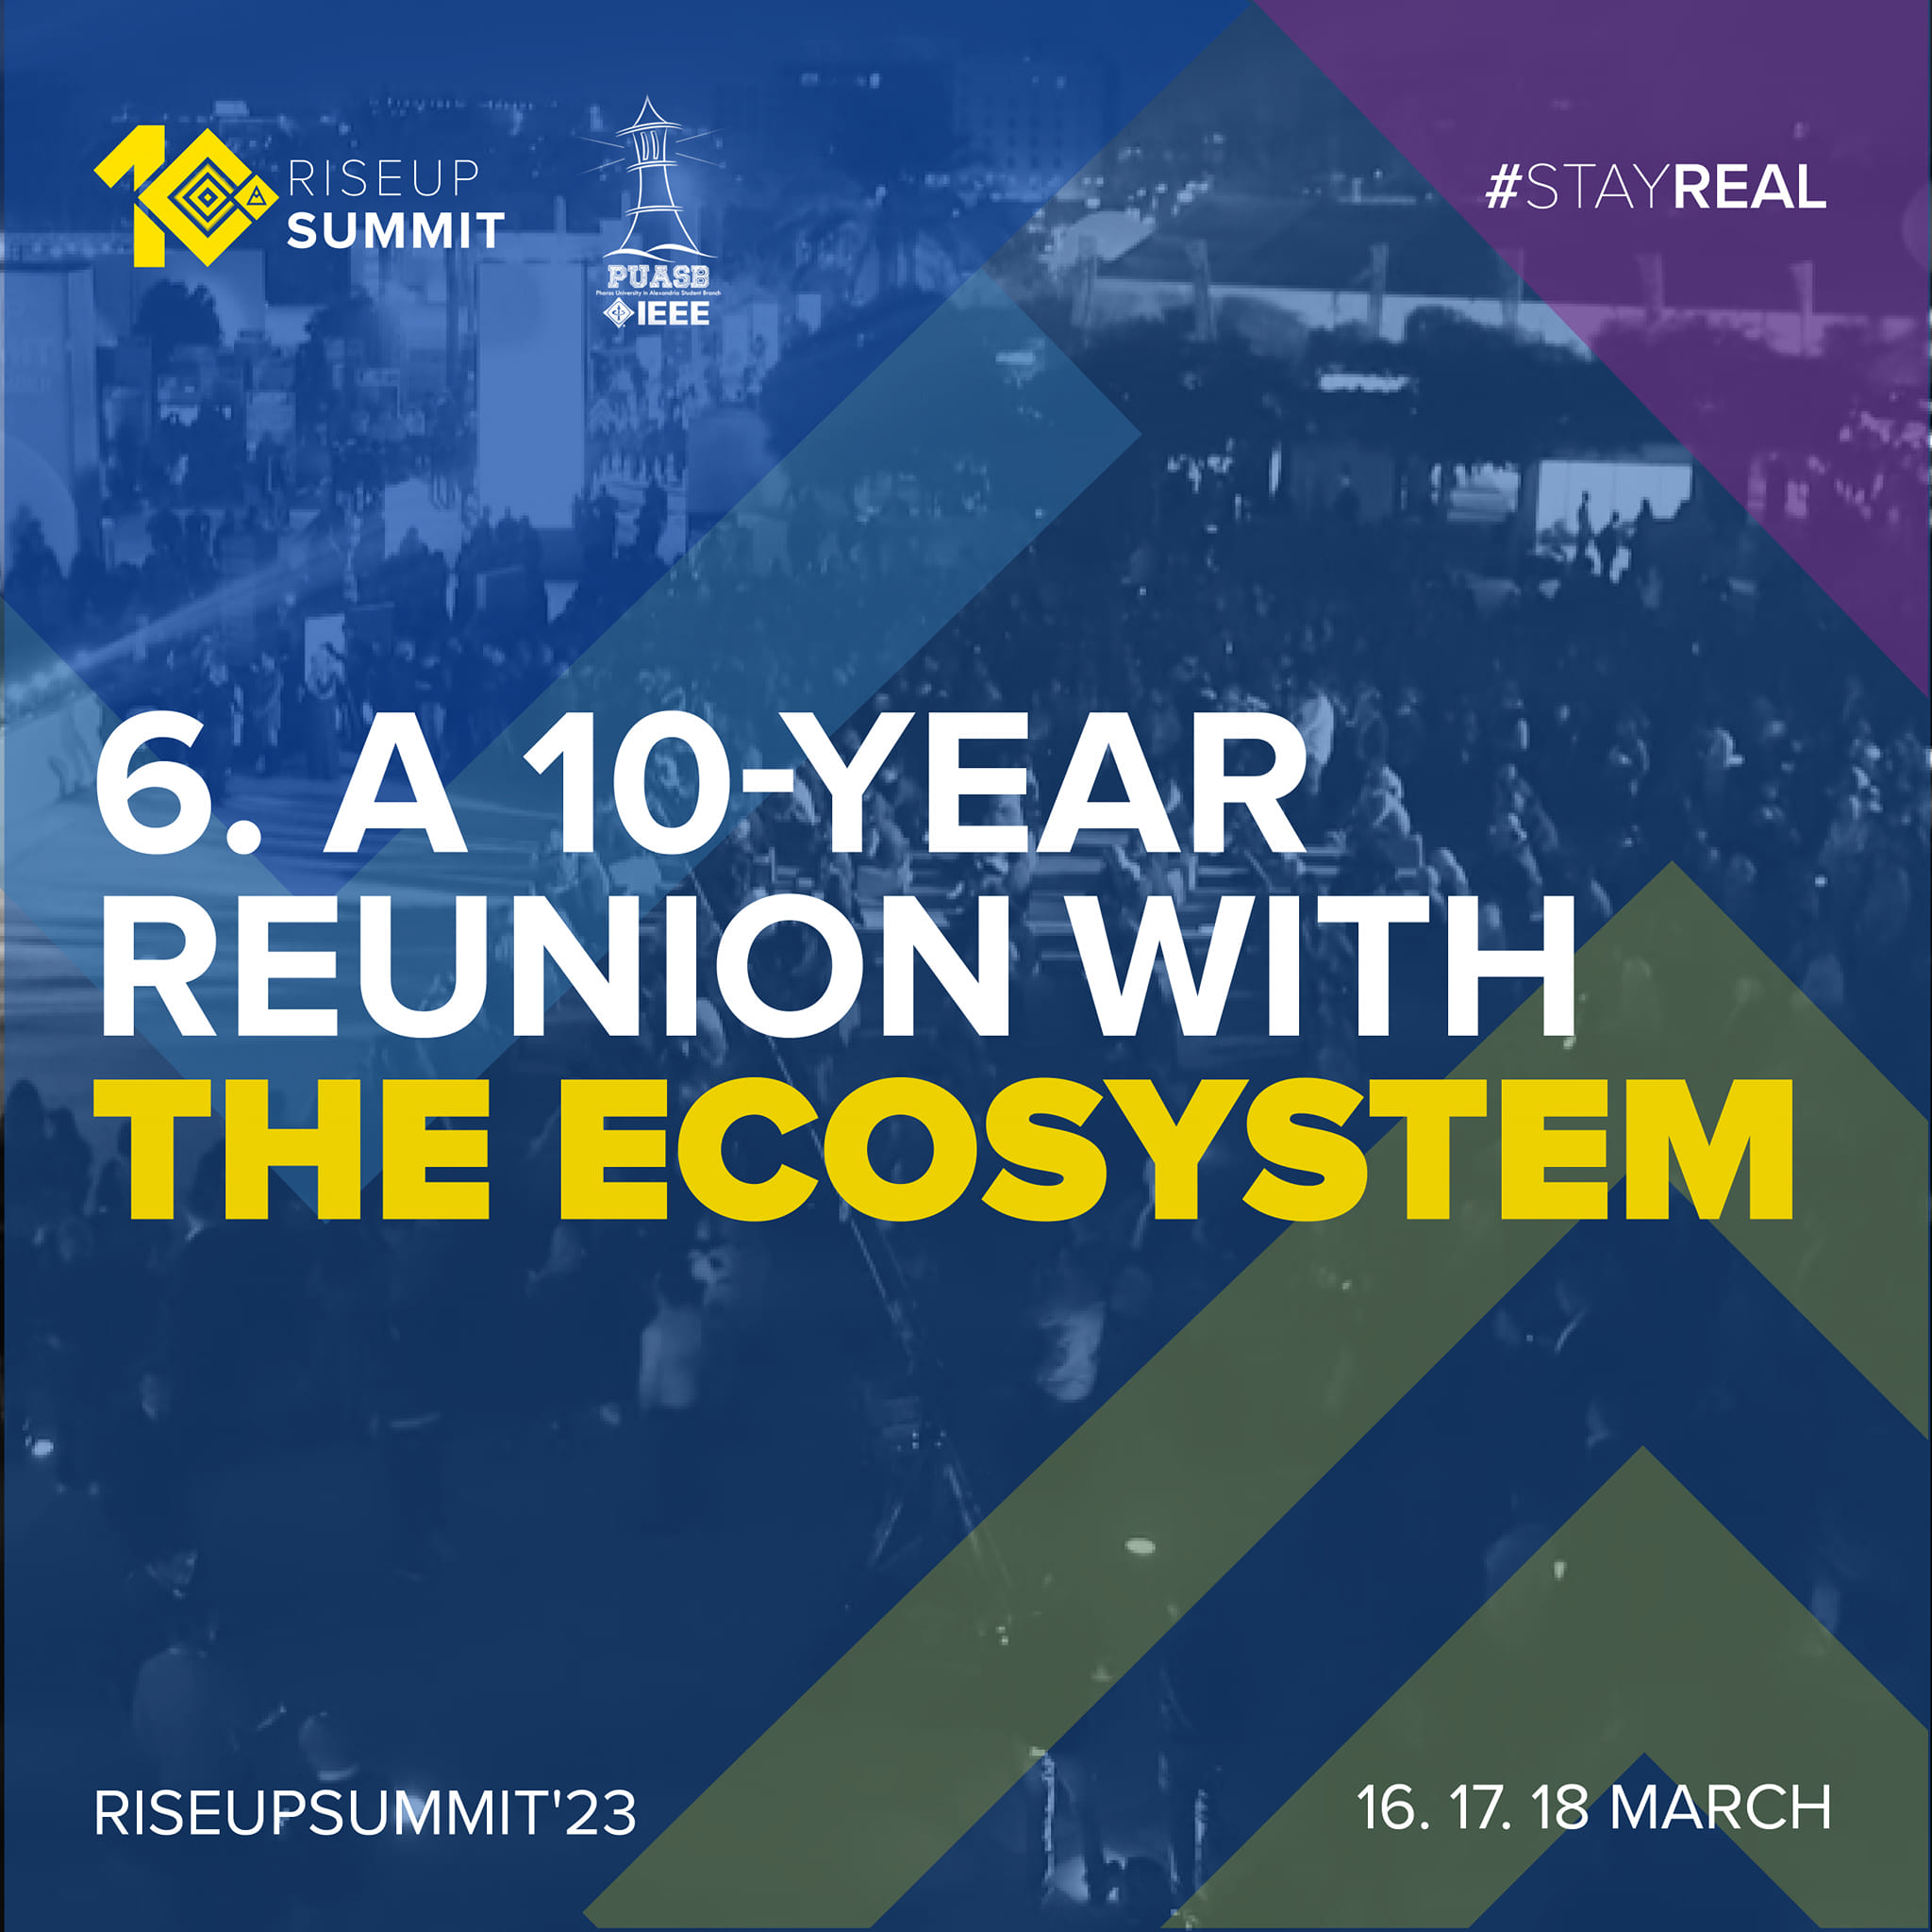 10 RISEUP
SUMMIT
PUASB
Pharos University in Alexandria Student Branch
IEEE
#STAYREAL
6. A 10-YEAR
REUNION WITH
THE ECOSYSTEM
RISEUPSUMMIT'23
16. 17. 18 MARCH